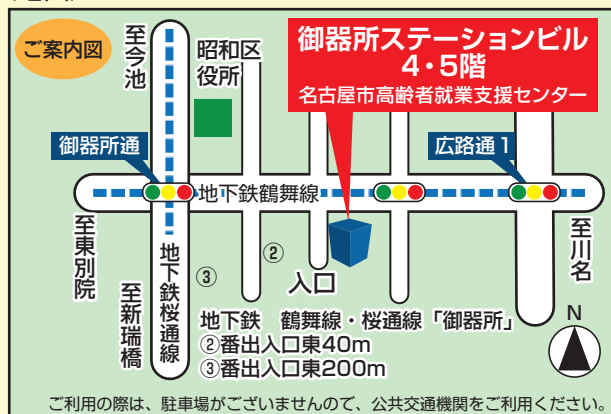 ご案内図
至今池
昭和区
役所
御器所ステーションビル
4・5階
名古屋市高齢者就業支援センター
御器所通
広路通1
地下鉄鶴舞線
至東別院
至新瑞橋
地下鉄桜通線
③
②
入口
至川名
N
地下鉄 鶴舞線・桜通線「御器所」
②番出入口東40m
③番出入口東200m
ご利用の際は、駐車場がございませんので、公共交通機関をご利用ください。